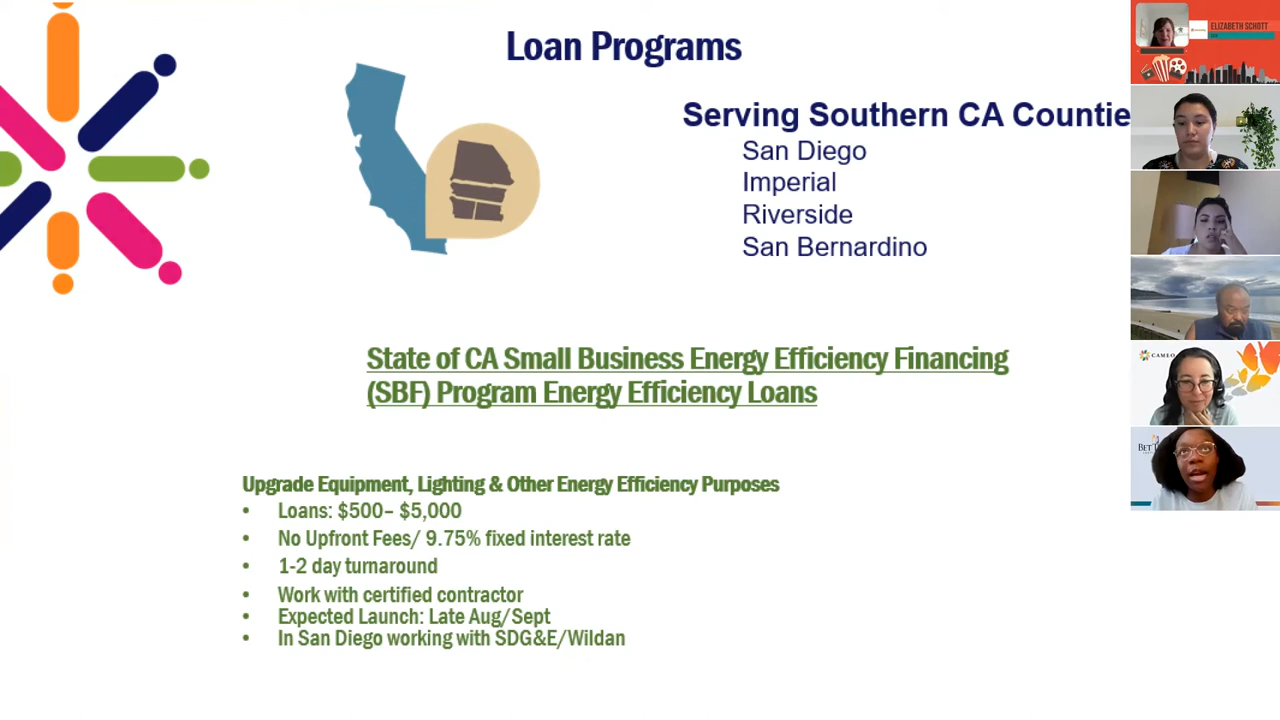 Loan Programs
Serving Southern CA Countie
San Diego
Imperial
Riverside
San Bernardino
State of CA Small Business Energy Efficiency Financing
(SBF) Program Energy Efficiency Loans
Upgrade Equipment, Lighting & Other Energy Efficiency Purposes
• Loans: $500– $5,000
• No Upfront Fees/ 9.75% fixed interest rate
• 1-2 day turnaround
• Work with certified contractor
• Expected Launch: Late Aug/Sept
• In San Diego working with SDG&E/Wildan
ELIZABETH SCHOTT
CAMEO